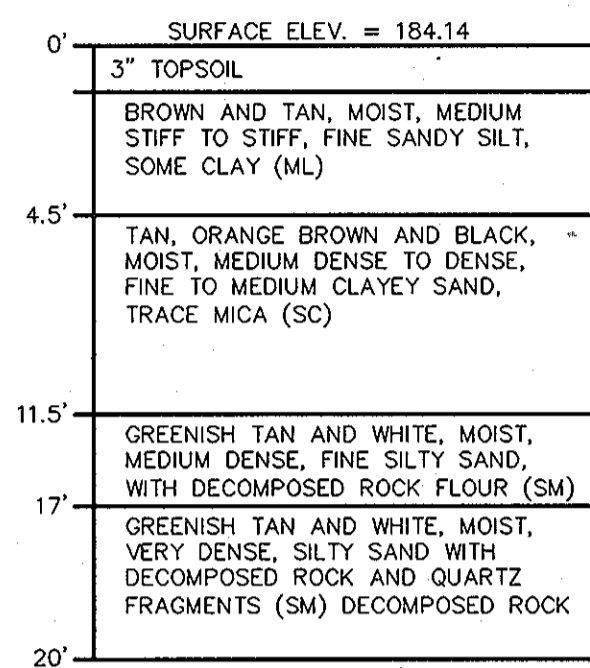 SURFACE ELEV. = 184.14
0'
3" TOPSOIL
BROWN AND TAN, MOIST, MEDIUM
STIFF TO STIFF, FINE SANDY SILT,
SOME CLAY (ML)
4.5'
TAN, ORANGE BROWN AND BLACK,
MOIST, MEDIUM DENSE TO DENSE,
FINE TO MEDIUM CLAYEY SAND,
TRACE MICA (SC)
11.5'
GREENISH TAN AND WHITE, MOIST,
MEDIUM DENSE, FINE SILTY SAND,
WITH DECOMPOSED ROCK FLOUR (SM)
17'
GREENISH TAN AND WHITE, MOIST,
VERY DENSE, SILTY SAND WITH
DECOMPOSED ROCK AND QUARTZ
FRAGMENTS (SM) DECOMPOSED ROCK
20'